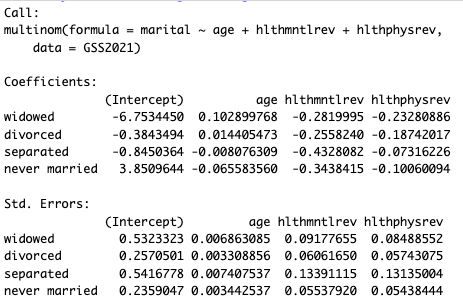 Call:
multinom(formula = marital ~ age + hlthmntlrev + hlthphysrev,
    data = GSS2021)

Coefficients:
              (Intercept)          age hlthmntlrev hlthphysrev
widowed        -6.7534450  0.102899768  -0.2819995 -0.23280886
divorced       -0.3843494  0.014405473  -0.2558240 -0.18742017
separated      -0.8450364 -0.008076309  -0.4328082 -0.07316226
never married   3.8509644 -0.065583560  -0.3438415 -0.10060094

Std. Errors:
              (Intercept)         age hlthmntlrev hlthphysrev
widowed         0.5323323 0.006863085  0.09177655  0.08488552
divorced        0.2570501 0.003308856  0.06061650  0.05743075
separated       0.5416778 0.007407537  0.13391115  0.13135004
never married   0.2359047 0.003442537  0.05537920  0.05438444